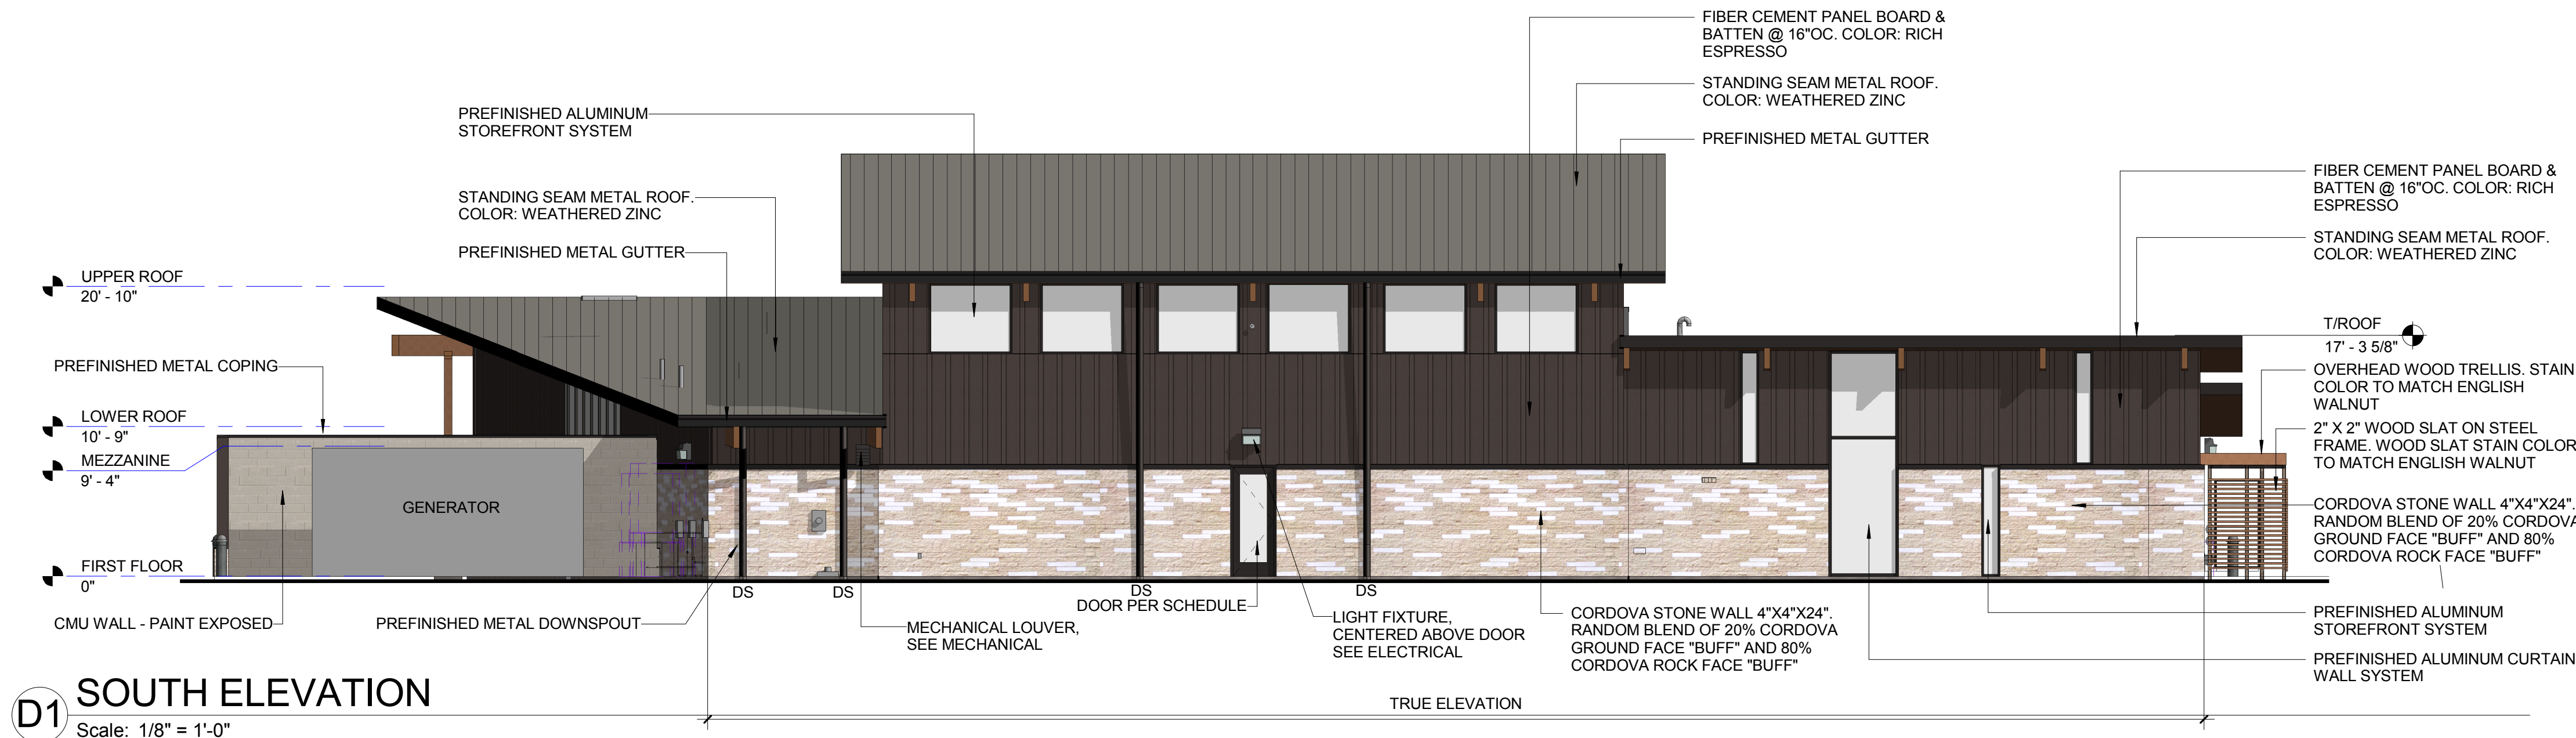 FIBER CEMENT PANEL BOARD &
BATTEN @ 16"OC. COLOR: RICH
ESPRESSO
STANDING SEAM METAL ROOF.
COLOR: WEATHERED ZINC
PREFINISHED METAL GUTTER
PREFINISHED ALUMINUM
STOREFRONT SYSTEM
STANDING SEAM METAL ROOF.
COLOR: WEATHERED ZINC
PREFINISHED METAL GUTTER
FIBER CEMENT PANEL BOARD &
BATTEN @ 16"OC. COLOR: RICH
ESPRESSO
STANDING SEAM METAL ROOF.
COLOR: WEATHERED ZINC
UPPER ROOF
20' - 10"
T/ROOF
17' - 3 5/8"
PREFINISHED METAL COPING
LOWER ROOF
10' - 9"
MEZZANINE
9' - 4"
GENERATOR
FIRST FLOOR
0"
OVERHEAD WOOD TRELLIS. STAIN
COLOR TO MATCH ENGLISH
WALNUT
2" X 2" WOOD SLAT ON STEEL
FRAME. WOOD SLAT STAIN COLOR
TO MATCH ENGLISH WALNUT
CORDOVA STONE WALL 4"X4"X24".
RANDOM BLEND OF 20% CORDOVA
GROUND FACE "BUFF" AND 80%
CORDOVA ROCK FACE "BUFF"
DS
DS
DS
DS
CMU WALL - PAINT EXPOSED
PREFINISHED METAL DOWNSPOUT
MECHANICAL LOUVER,
SEE MECHANICAL
DOOR PER SCHEDULE
LIGHT FIXTURE,
CENTERED ABOVE DOOR
SEE ELECTRICAL
CORDOVA STONE WALL 4"X4"X24".
RANDOM BLEND OF 20% CORDOVA
GROUND FACE "BUFF" AND 80%
CORDOVA ROCK FACE "BUFF"
PREFINISHED ALUMINUM
STOREFRONT SYSTEM
PREFINISHED ALUMINUM CURTAIN
WALL SYSTEM
TRUE ELEVATION
D1
SOUTH ELEVATION
Scale: 1/8" = 1'-0"